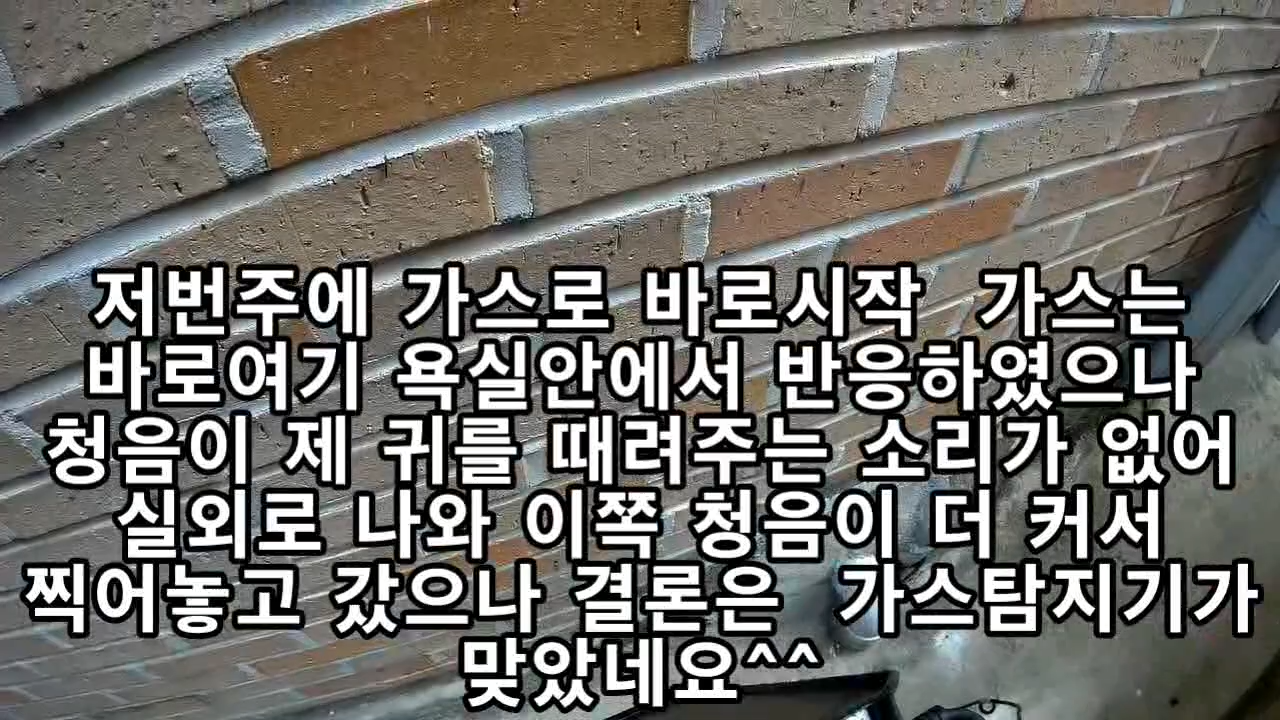 저번주에 가스로 바로시작  가스는
바로여기 욕실안에서 반응하였으나
청음이 제 귀를 때려주는 소리가 없어
실외로 나와 이쪽 청음이 더 커서
찍어놓고 갔으나 결론은  가스탐지기가
맞았네요^^